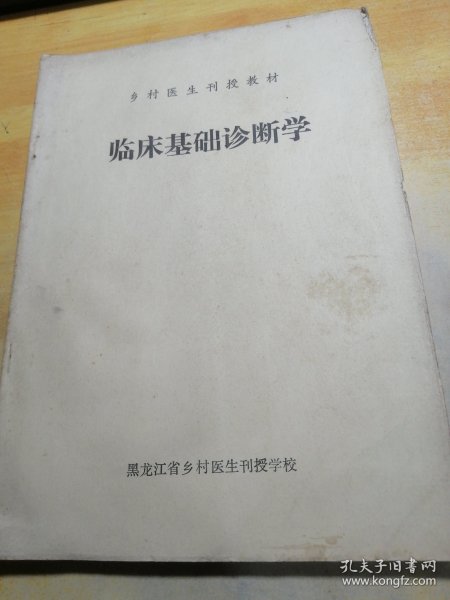 乡村医生刊授教材
临床基础诊断学
黑龙江省乡村医生刊授学校
孔夫子旧书网
www.kongfz.com